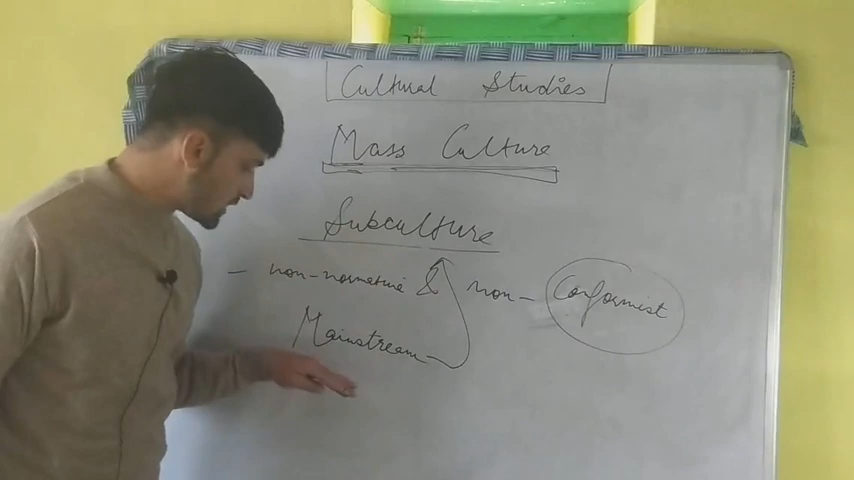 Cultural Studies
Mass Culture
Subculture
- non-normative & non-conformist
Mainstream